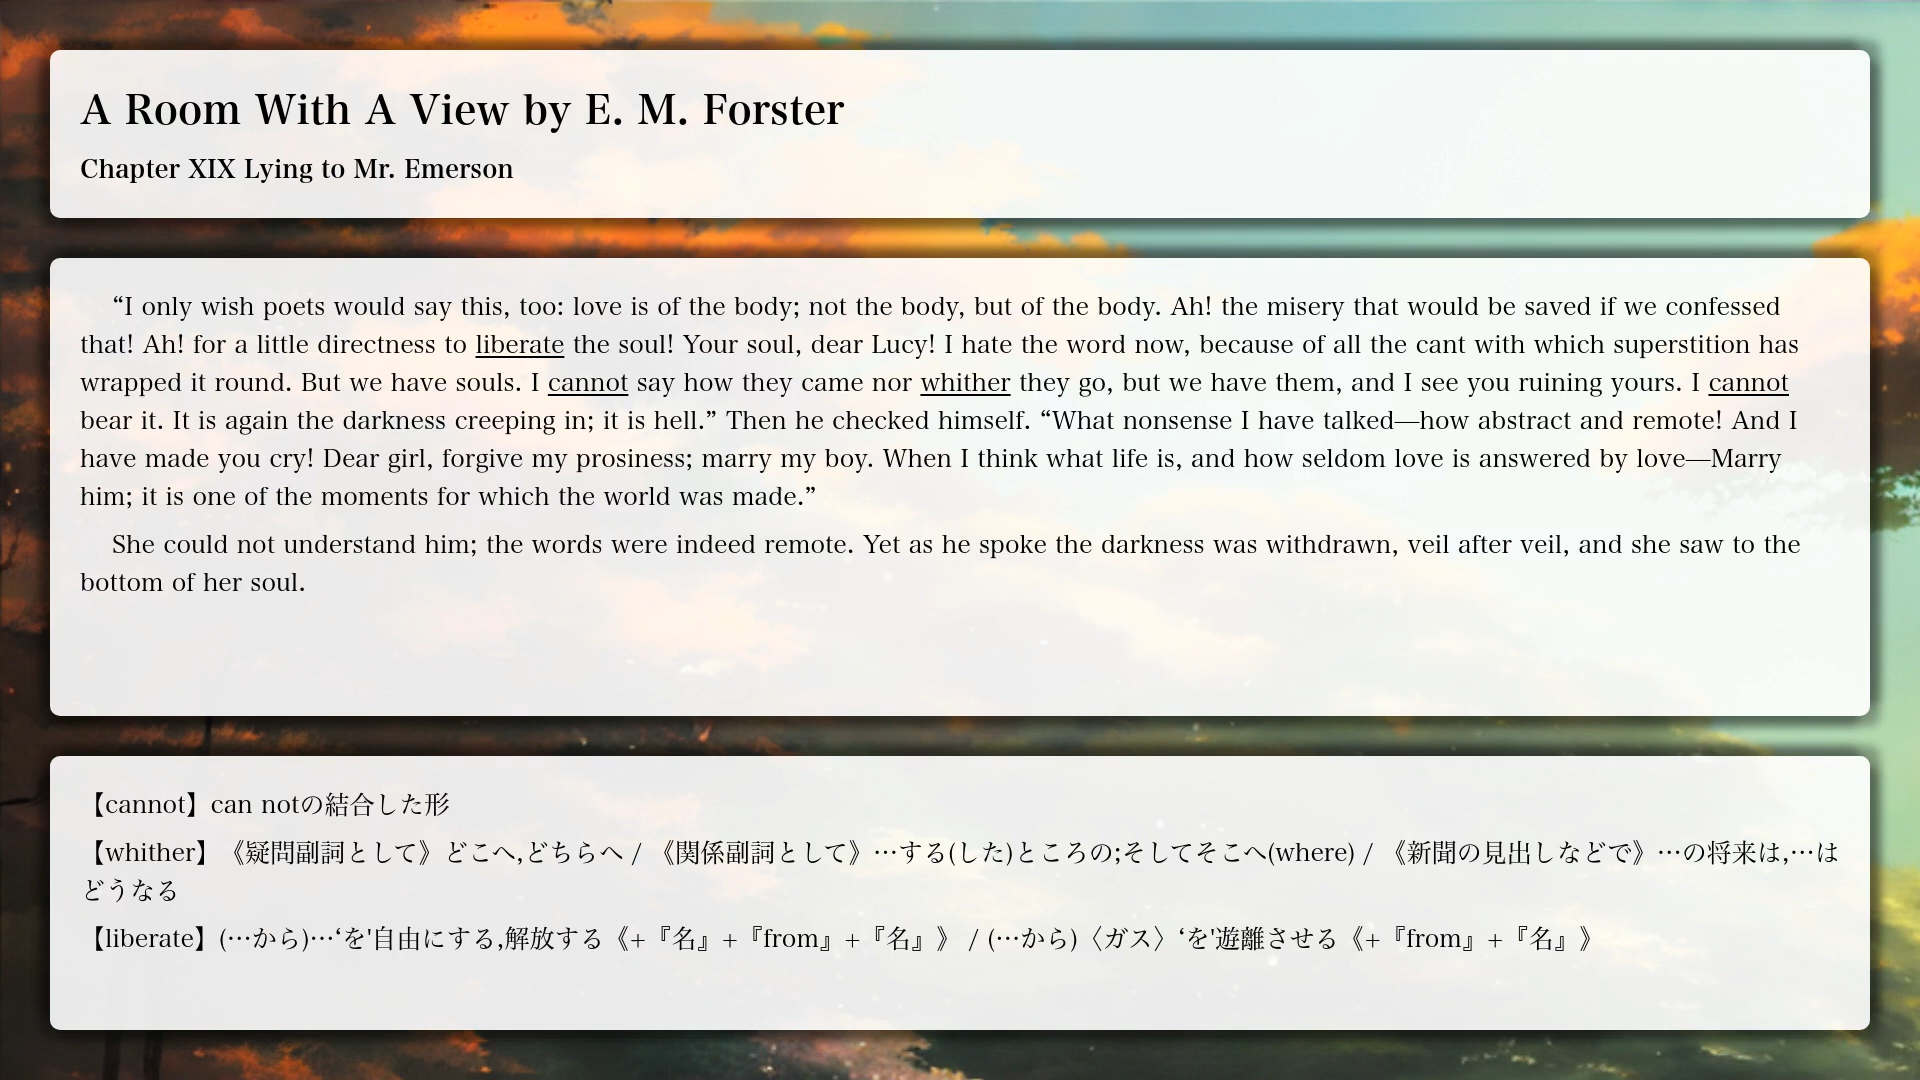 A Room With A View by E. M. Forster
Chapter XIX Lying to Mr. Emerson
“I only wish poets would say this, too: love is of the body; not the body, but of the body. Ah! the misery that would be saved if we confessed
that! Ah! for a little directness to liberate the soul! Your soul, dear Lucy! I hate the word now, because of all the cant with which superstition has
wrapped it round. But we have souls. I cannot say how they came nor whither they go, but we have them, and I see you ruining yours. I cannot
bear it. It is again the darkness creeping in; it is hell.” Then he checked himself. “What nonsense I have talked—how abstract and remote! And I
have made you cry! Dear girl, forgive my prosiness; marry my boy. When I think what life is, and how seldom love is answered by love—Marry
him; it is one of the moments for which the world was made.”
She could not understand him; the words were indeed remote. Yet as he spoke the darkness was withdrawn, veil after veil, and she saw to the
bottom of her soul.
【cannot】can notの結合した形
【whither】《疑問副詞として》どこへ,どちらへ / 《関係副詞として》…する(した)ところの;そしてそこへ(where) / 《新聞の見出しなどで》…の将来は,…は
どうなる
【liberate】(…から)…‘を'自由にする,解放する《+『名』+『from』+『名』》 / (…から)〈ガス〉‘を'遊離させる《+『from』+『名』》